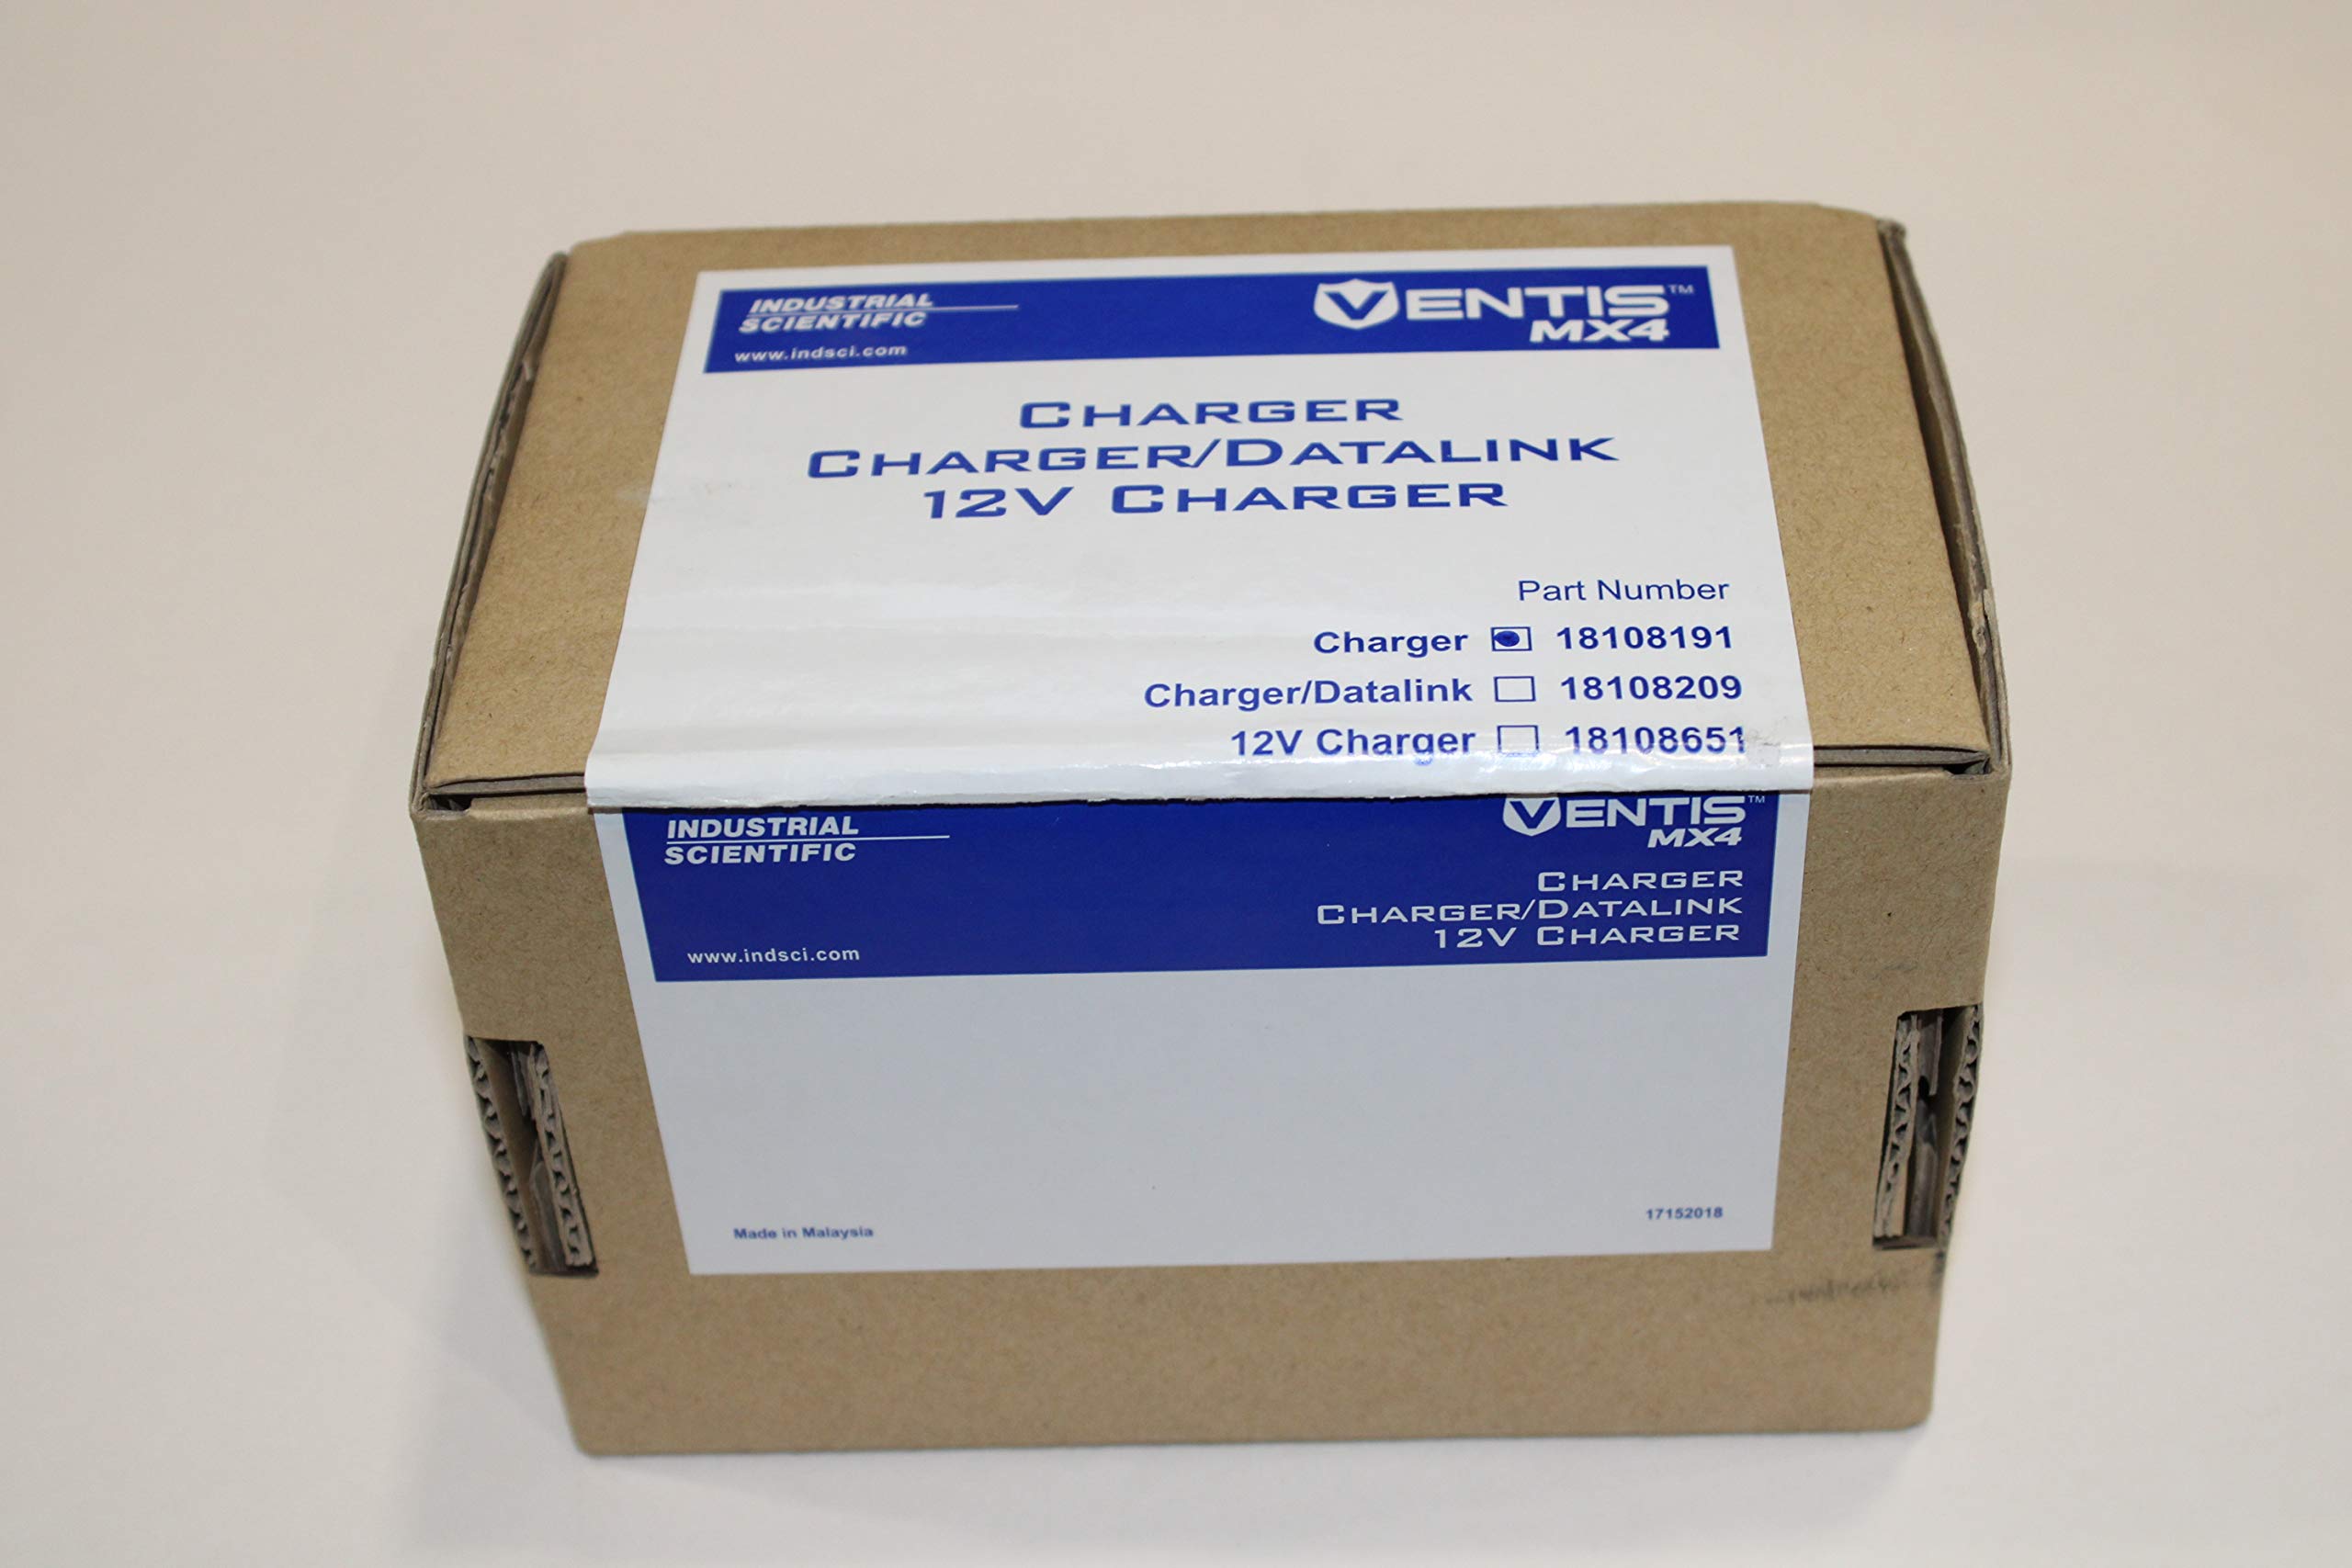 INDUSTRIAL
SCIENTIFIC
www.indsci.com
VENTIS™
MX4
CHARGER
CHARGER/DATALINK
12V CHARGER
Part Number
Charger 18108191
Charger/Datalink 18108209
12V Charger 18108651
INDUSTRIAL
SCIENTIFIC
VENTIS™
MX4
CHARGER
CHARGER/DATALINK
12V CHARGER
www.indsci.com
Made in Malaysia
17152018